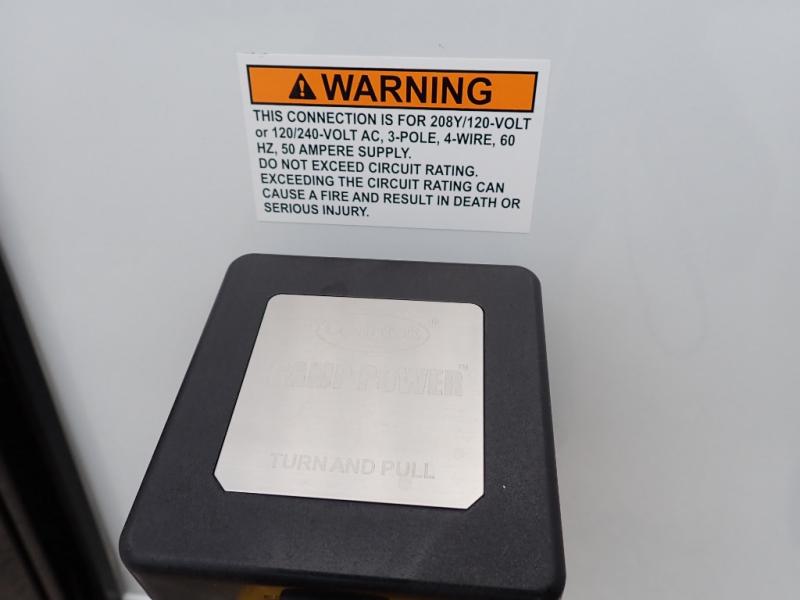 WARNING
THIS CONNECTION IS FOR 208Y/120-VOLT
or 120/240-VOLT AC, 3-POLE, 4-WIRE, 60
HZ, 50 AMPERE SUPPLY.
DO NOT EXCEED CIRCUIT RATING.
EXCEEDING THE CIRCUIT RATING CAN
CAUSE A FIRE AND RESULT IN DEATH OR
SERIOUS INJURY.
®
POWER™
TURN AND PULL